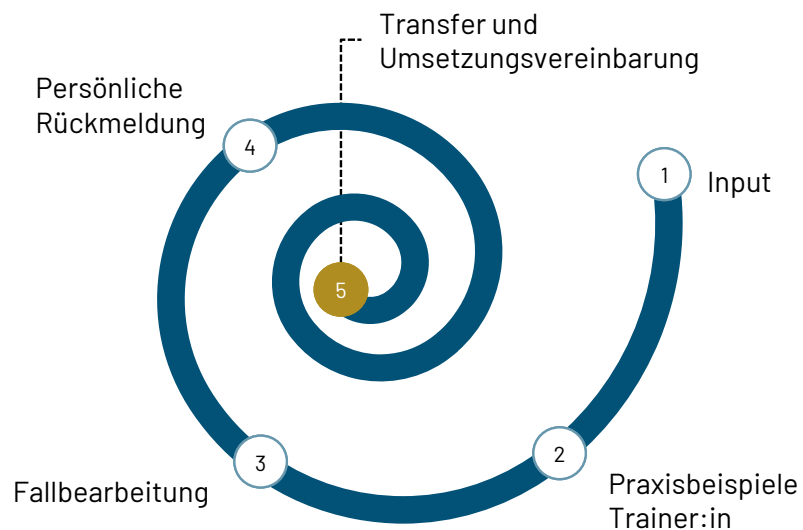 Transfer und
Umsetzungsvereinbarung
Persönliche
Rückmeldung
4
1
Input
5
3
2
Fallbearbeitung
Praxisbeispiele
Trainer:in